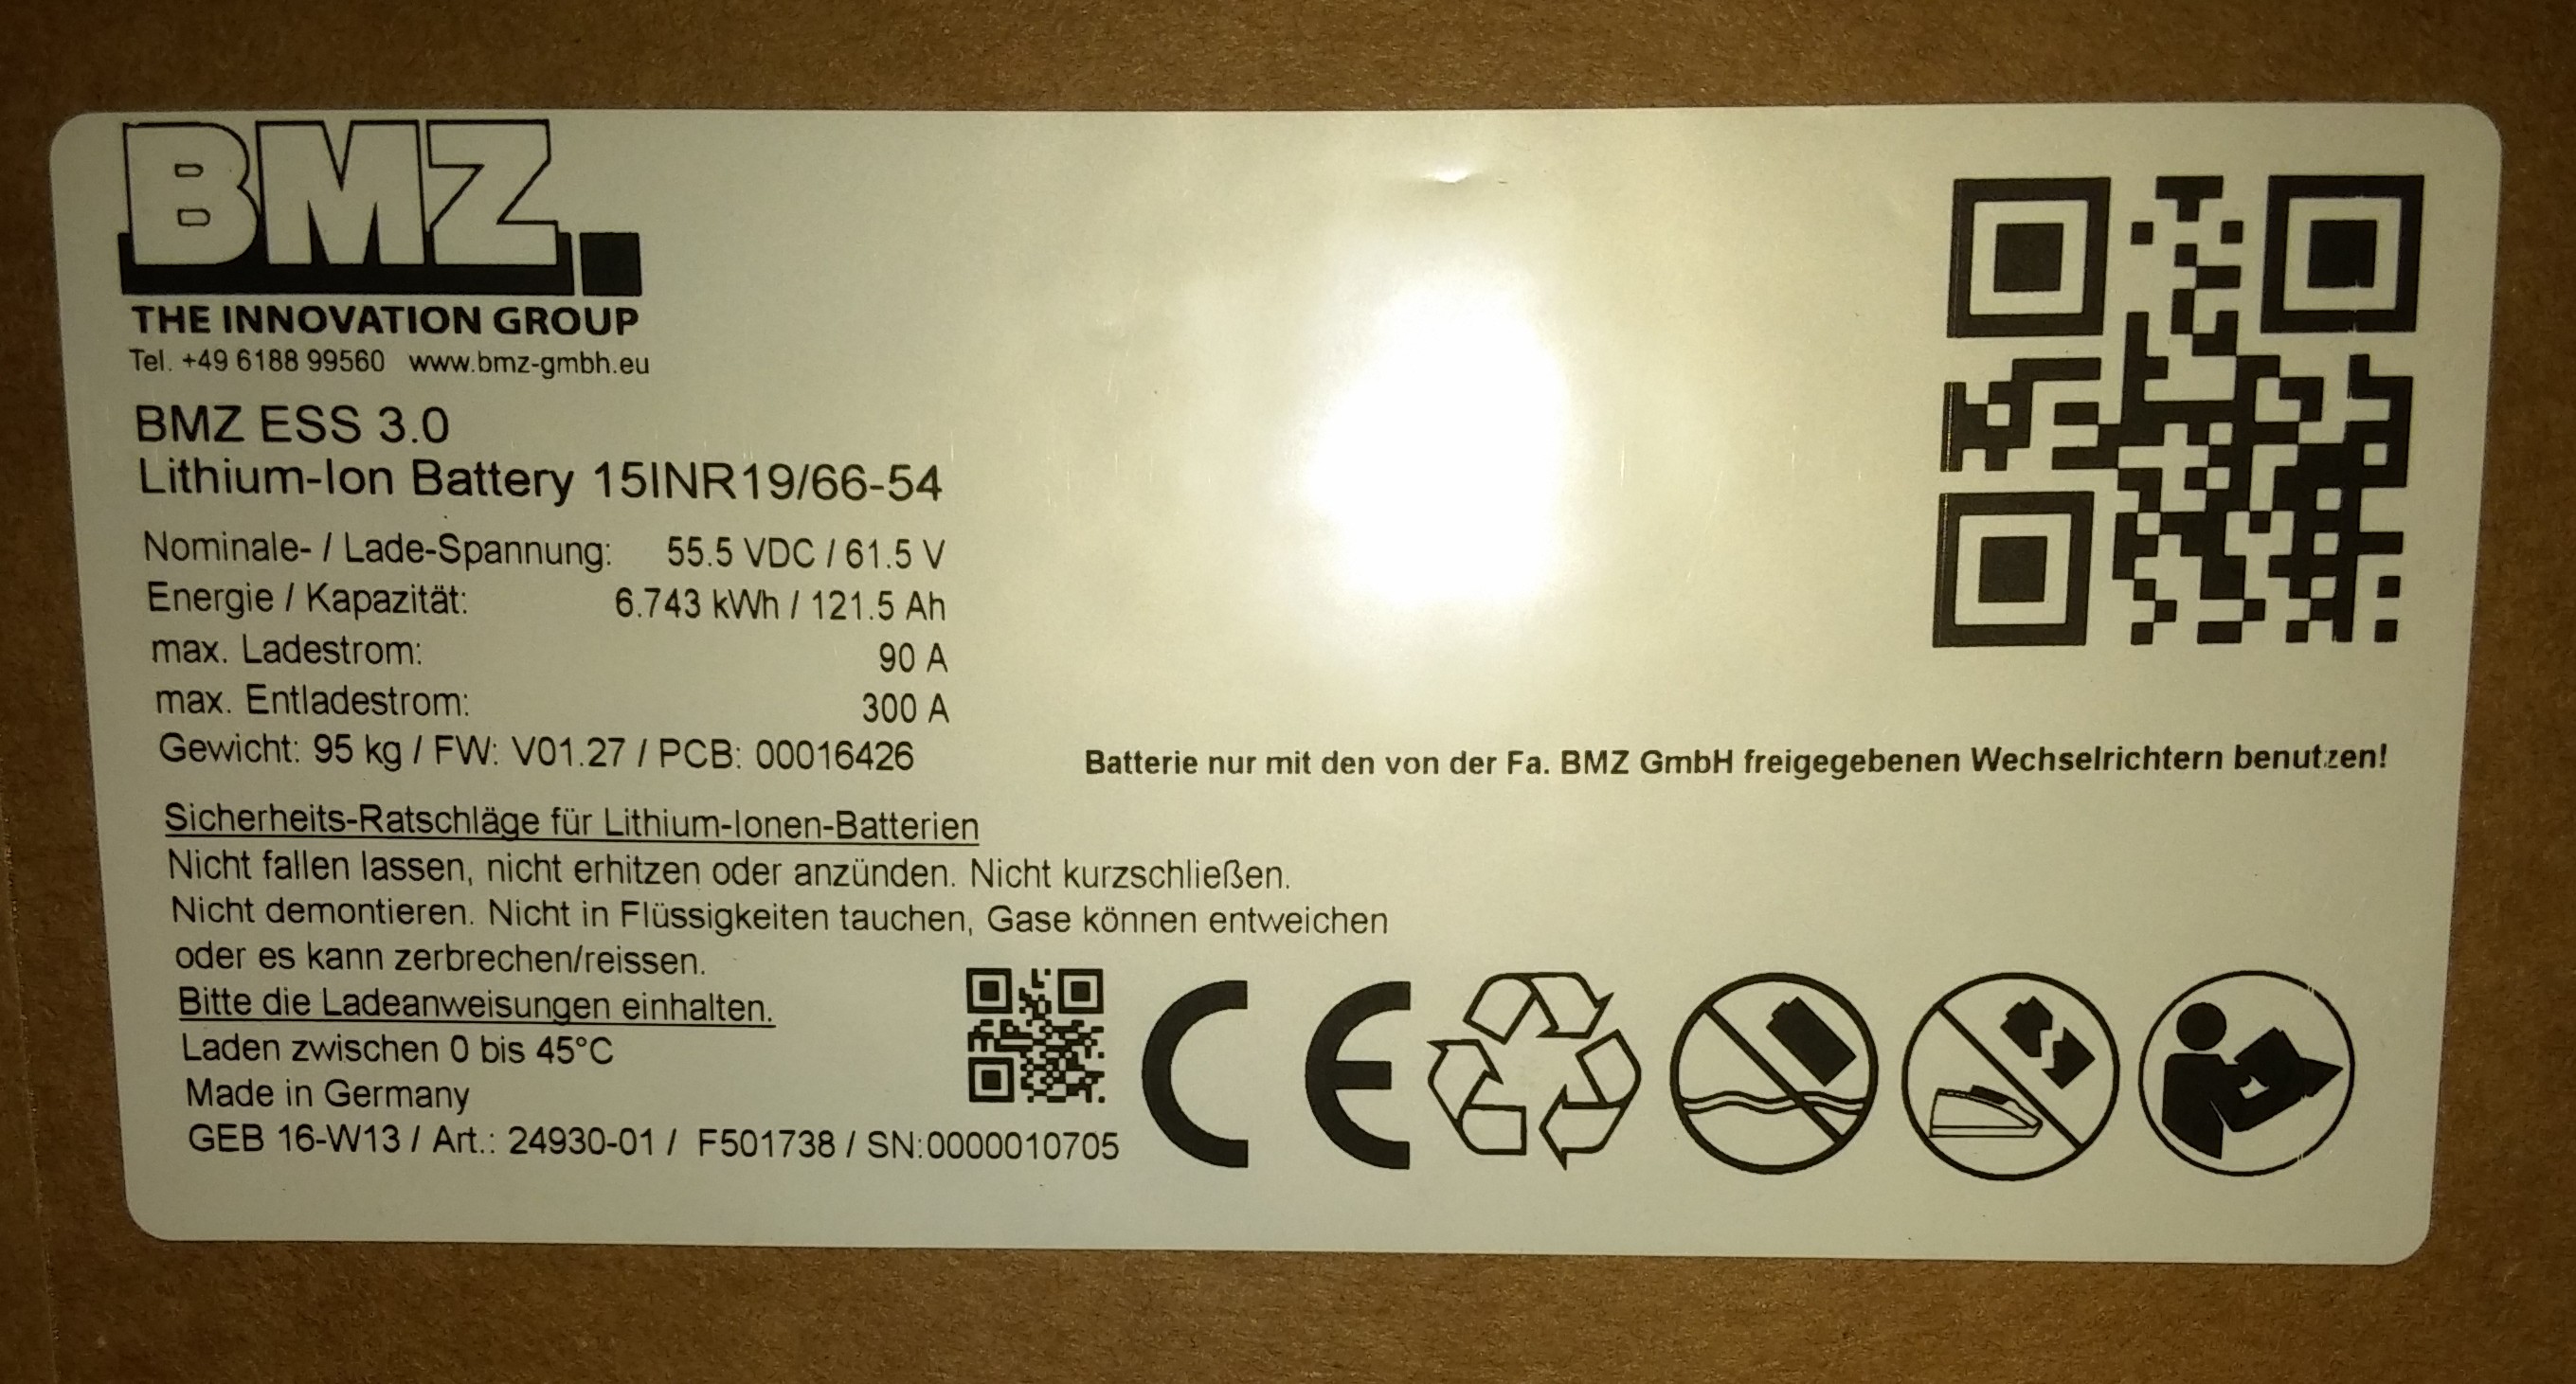 BMZ
THE INNOVATION GROUP
Tel. +49 6188 99560 www.bmz-gmbh.eu
BMZ ESS 3.0
Lithium-Ion Battery 15INR19/66-54
Nominale- / Lade-Spannung: 55.5 VDC / 61.5 V
Energie / Kapazität: 6.743 kWh / 121.5 Ah
max. Ladestrom: 90 A
max. Entladestrom: 300 A
Gewicht: 95 kg / FW: V01.27 / PCB: 00016426
Batterie nur mit den von der Fa. BMZ GmbH freigegebenen Wechselrichtern benutzen!
Sicherheits-Ratschläge für Lithium-Ionen-Batterien
Nicht fallen lassen, nicht erhitzen oder anzünden. Nicht kurzschließen.
Nicht demontieren. Nicht in Flüssigkeiten tauchen, Gase können entweichen
oder es kann zerbrechen/reissen.
Bitte die Ladeanweisungen einhalten.
Laden zwischen 0 bis 45°C
Made in Germany
GEB 16-W13 / Art.: 24930-01 / F501738 / SN:0000010705
CE